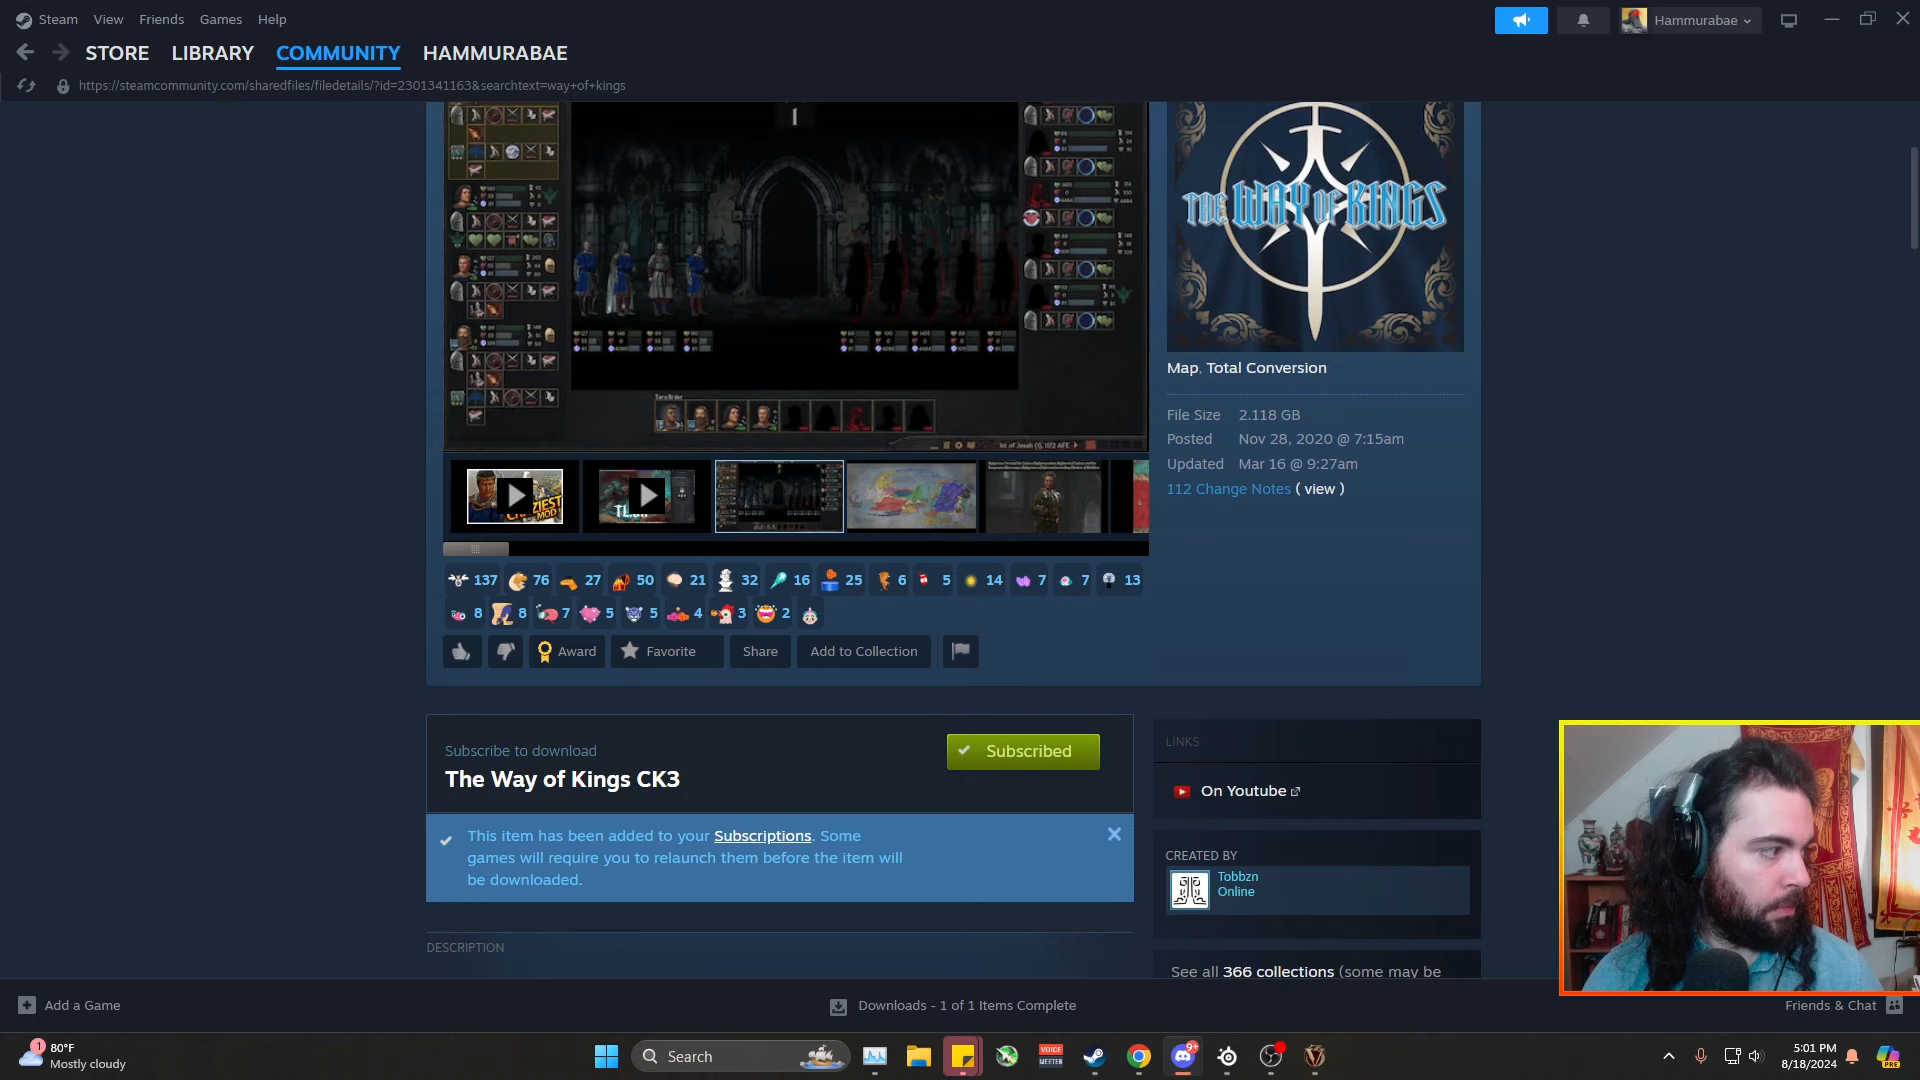 Steam View Friends Games Help
Hammurabae
STORE LIBRARY COMMUNITY HAMMURABAE
https://steamcommunity.com/sharedfiles/filedetails/?id=2301341163&searchtext=way+of+kings
1
THE WAY OF KINGS
Map, Total Conversion
File Size 2.118 GB
Posted Nov 28, 2020 @ 7:15am
Updated Mar 16 @ 9:27am
112 Change Notes ( view )
137 76 27 50 21 32 16 25 6 5 14 7 7 13
8 8 7 5 5 4 3 2
Award Favorite Share Add to Collection
Subscribe to download
The Way of Kings CK3
Subscribed
This item has been added to your Subscriptions. Some
games will require you to relaunch them before the item will
be downloaded.
DESCRIPTION
LINKS
On Youtube
CREATED BY
Tobbzn
Online
See all 366 collections (some may be
Add a Game
Downloads - 1 of 1 Items Complete
Friends & Chat
1
80°F
Mostly cloudy
Search
VOICE
MEETER
9+
5:01 PM
8/18/2024
PRE